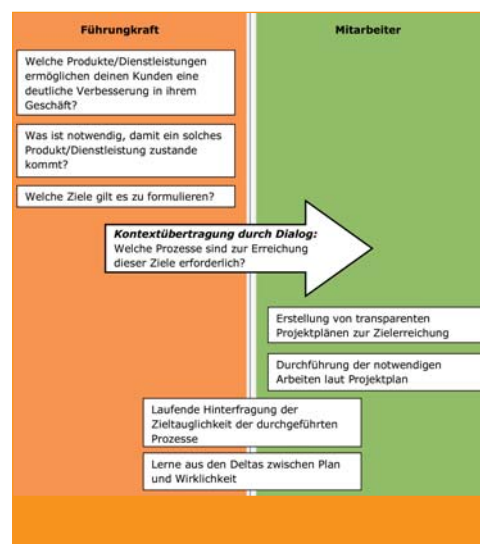 Führungkraft
Mitarbeiter
Welche Produkte/Dienstleistungen
ermöglichen deinen Kunden eine
deutliche Verbesserung in ihrem
Geschäft?
Was ist notwendig, damit ein solches
Produkt/Dienstleistung zustande
kommt?
Welche Ziele gilt es zu formulieren?
Kontextübertragung durch Dialog:
Welche Prozesse sind zur Erreichung
dieser Ziele erforderlich?
Erstellung von transparenten
Projektplänen zur Zielerreichung
Durchführung der notwendigen
Arbeiten laut Projektplan
Laufende Hinterfragung der
Zieltauglichkeit der durchgeführten
Prozesse
Lerne aus den Deltas zwischen Plan
und Wirklichkeit